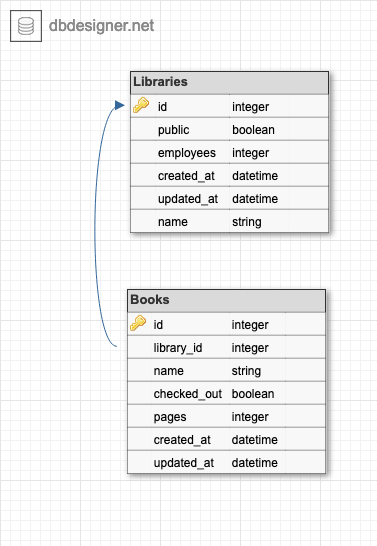 dbdesigner.net
Libraries
id integer
public boolean
employees integer
created_at datetime
updated_at datetime
name string
Books
id integer
library_id integer
name string
checked_out boolean
pages integer
created_at datetime
updated_at datetime